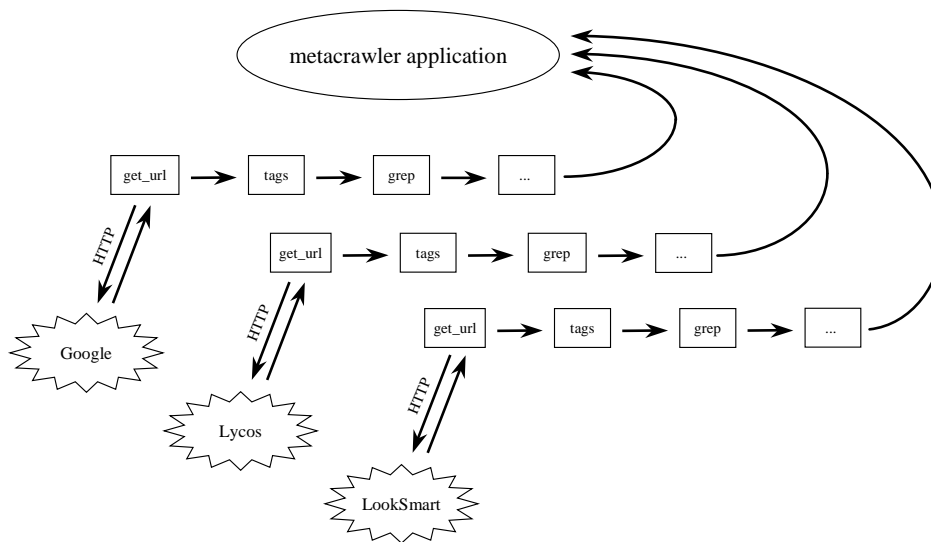 metacrawler application
get_url
tags
grep
...
HTTP
Google
get_url
tags
grep
...
HTTP
Lycos
get_url
tags
grep
...
HTTP
LookSmart